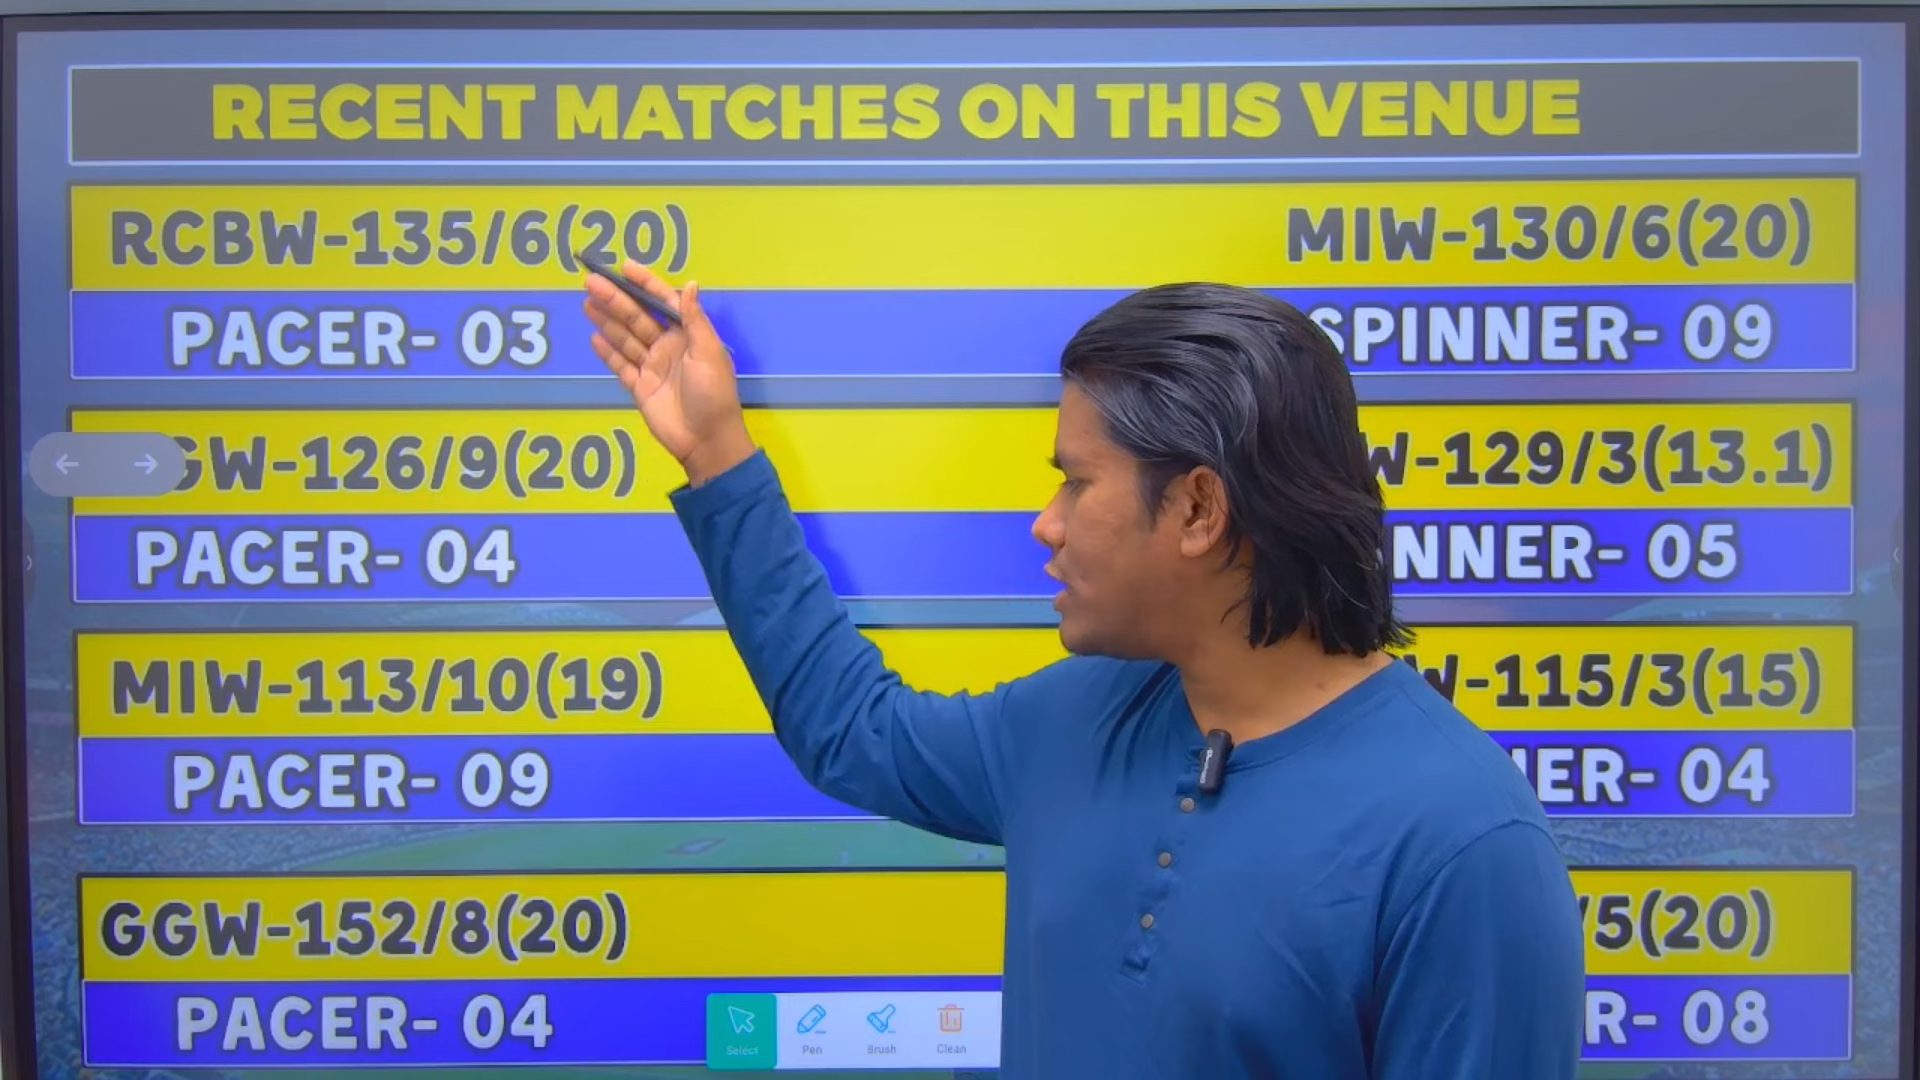 RECENT MATCHES ON THIS VENUE
RCBW-135/6(20) MIW-130/6(20)
PACER- 03 SPINNER- 09
GW-126/9(20) W-129/3(13.1)
PACER- 04 NNER- 05
MIW-113/10(19) W-115/3(15)
PACER- 09 NER- 04
GGW-152/8(20) /5(20)
PACER- 04 R- 08
Select Pen Brush Clean